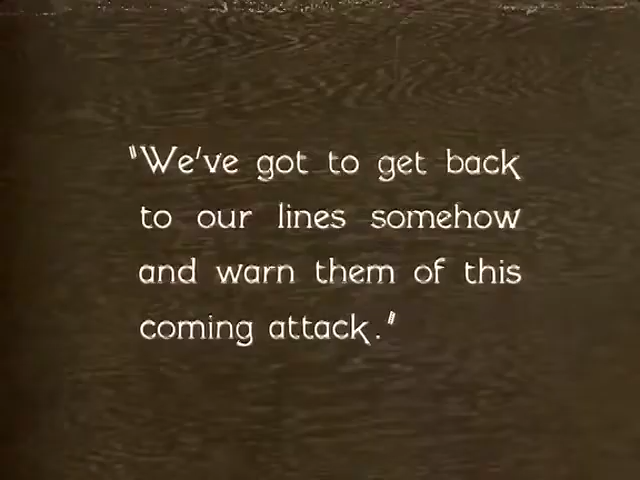 "We've got to get back
to our lines somehow
and warn them of this
coming attack."